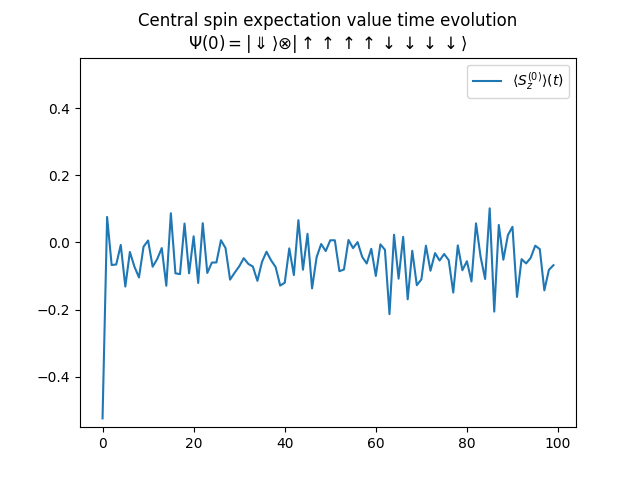 Central spin expectation value time evolution
Ψ(0) = | ⇓ ⟩⊗| ↑ ↑ ↑ ↑ ↓ ↓ ↓ ↓ ⟩
⟨S_z^{(0)}⟩(t)
0.4
0.2
0.0
−0.2
−0.4
0 20 40 60 80 100